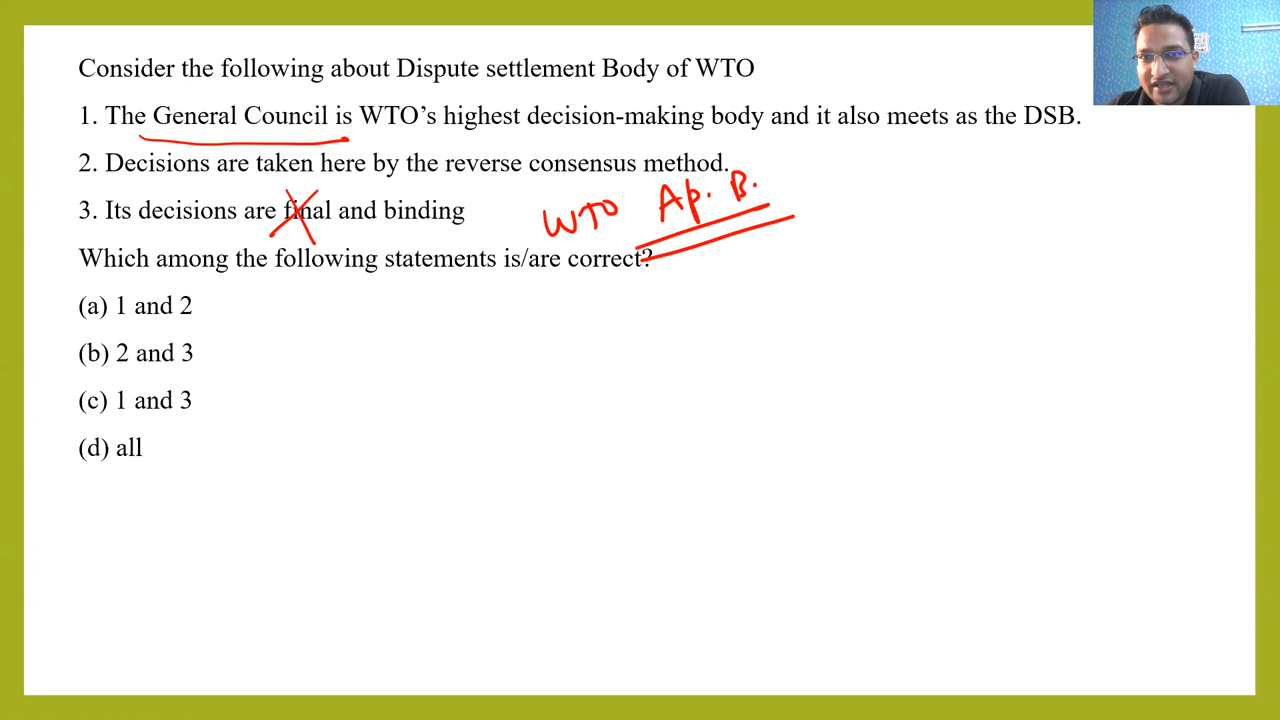 Consider the following about Dispute settlement Body of WTO
1. The General Council is WTO’s highest decision-making body and it also meets as the DSB.
2. Decisions are taken here by the reverse consensus method.
3. Its decisions are final and binding
WTO Ap. B.
Which among the following statements is/are correct?
(a) 1 and 2
(b) 2 and 3
(c) 1 and 3
(d) all